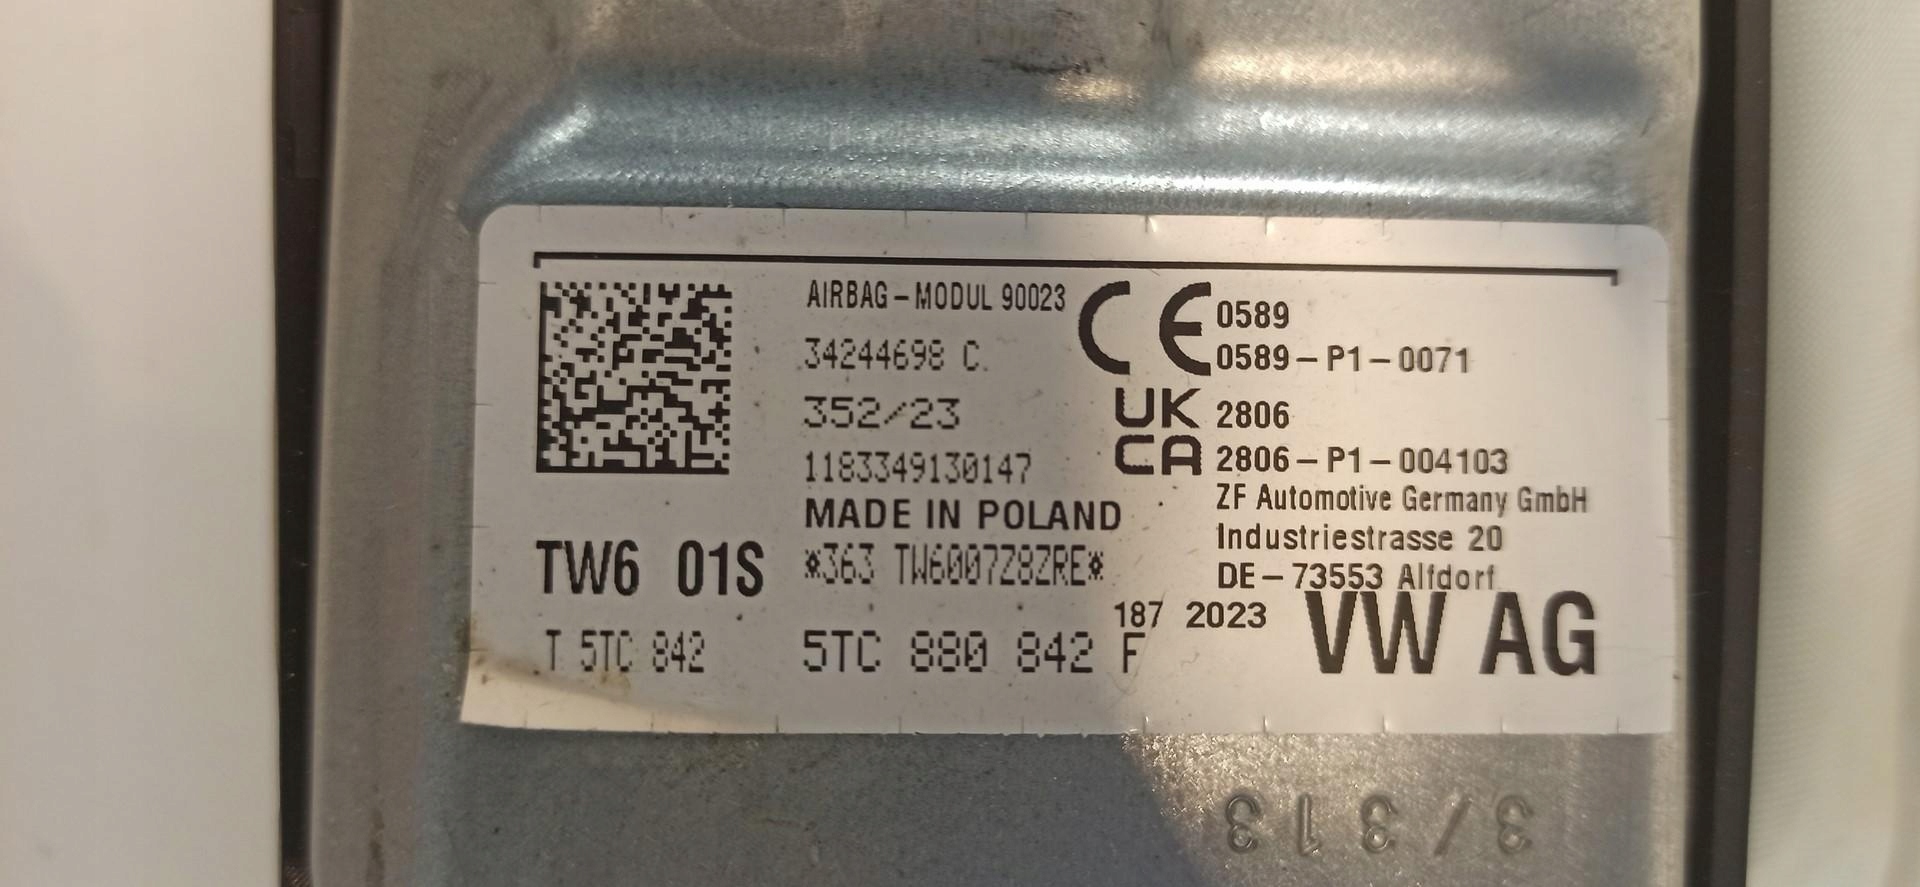 AIRBAG-MODUL 90023
34244698 C
352/23
1183349130147
MADE IN POLAND
*363 TW6007Z8ZRE*
TW6 01S
T 5TC 842
5TC 880 842 F
CE 0589
0589-P1-0071
UK
CA
2806
2806-P1-004103
ZF Automotive Germany GmbH
Industriestrasse 20
DE-73553 Alfdorf
187 2023
VW AG
3/313